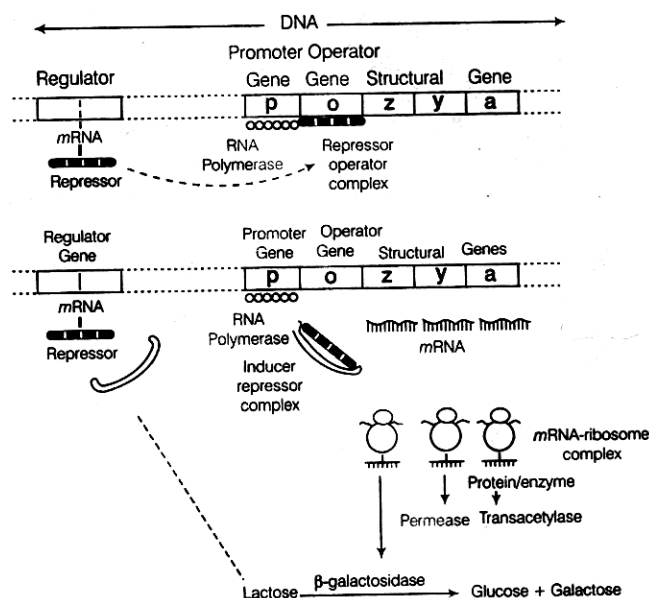 DNA
Promoter Operator
Regulator Gene Gene Structural Gene
p o z y a
mRNA
RNA
Polymerase
Repressor
operator
complex
Repressor
Regulator
Gene
Promoter
Gene
Operator
Gene
Structural Genes
p o z y a
mRNA
Repressor
RNA
Polymerase
Inducer
repressor
complex
mRNA
mRNA-ribosome
complex
Protein/enzyme
Permease Transacetylase
β-galactosidase
Lactose Glucose + Galactose